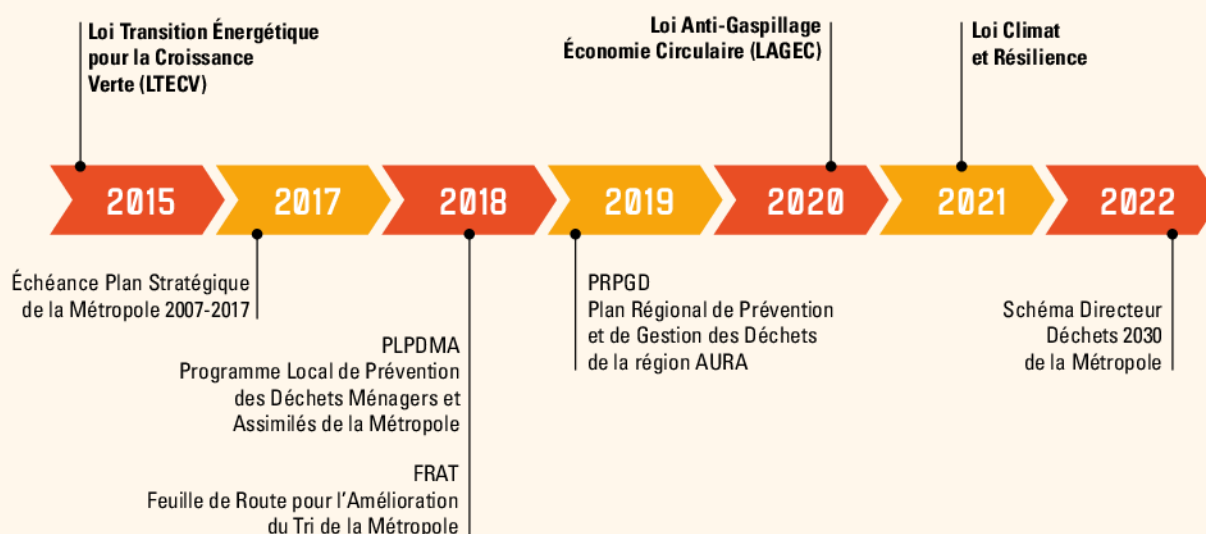 Loi Transition Énergétique
pour la Croissance
Verte (LTECV)
Loi Anti-Gaspillage
Économie Circulaire (LAGEC)
Loi Climat
et Résilience
2015
2017
2018
2019
2020
2021
2022
Échéance Plan Stratégique
de la Métropole 2007-2017
PLPDMA
Programme Local de Prévention
des Déchets Ménagers et
Assimilés de la Métropole
FRAT
Feuille de Route pour l'Amélioration
du Tri de la Métropole
PRPGD
Plan Régional de Prévention
et de Gestion des Déchets
de la région AURA
Schéma Directeur
Déchets 2030
de la Métropole